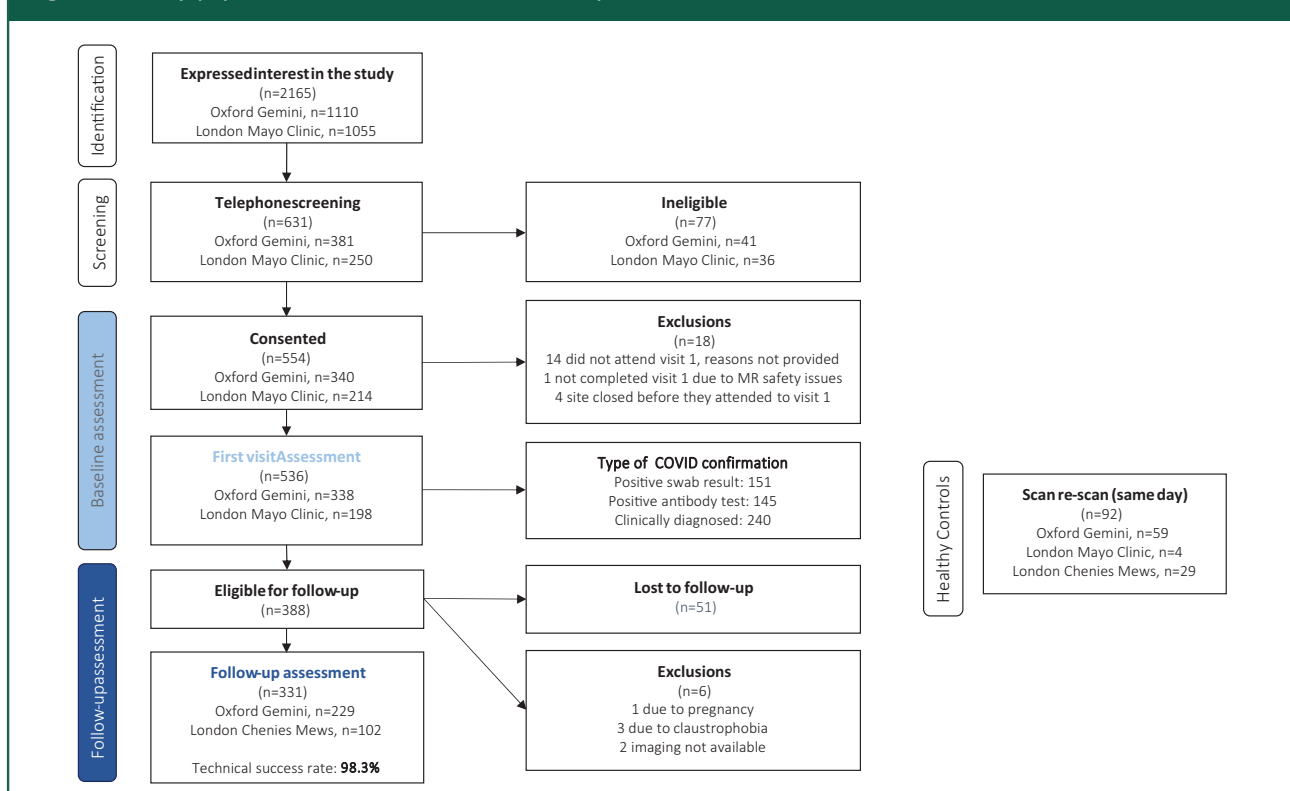 Identification
Expressed interest in the study
(n=2165)
Oxford Gemini, n=1110
London Mayo Clinic, n=1055
Screening
Telephonescreening
(n=631)
Oxford Gemini, n=381
London Mayo Clinic, n=250
Ineligible
(n=77)
Oxford Gemini, n=41
London Mayo Clinic, n=36
Baseline assessment
Consented
(n=554)
Oxford Gemini, n=340
London Mayo Clinic, n=214
Exclusions
(n=18)
14 did not attend visit 1, reasons not provided
1 not completed visit 1 due to MR safety issues
4 site closed before they attended to visit 1
First visitAssessment
(n=536)
Oxford Gemini, n=338
London Mayo Clinic, n=198
Type of COVID confirmation
Positive swab result: 151
Positive antibody test: 145
Clinically diagnosed: 240
Follow-upassessment
Eligible for follow-up
(n=388)
Lost to follow-up
(n=51)
Follow-up assessment
(n=331)
Oxford Gemini, n=229
London Chenies Mews, n=102
Technical success rate: 98.3%
Exclusions
(n=6)
1 due to pregnancy
3 due to claustrophobia
2 imaging not available
Healthy Controls
Scan re-scan (same day)
(n=92)
Oxford Gemini, n=59
London Mayo Clinic, n=4
London Chenies Mews, n=29